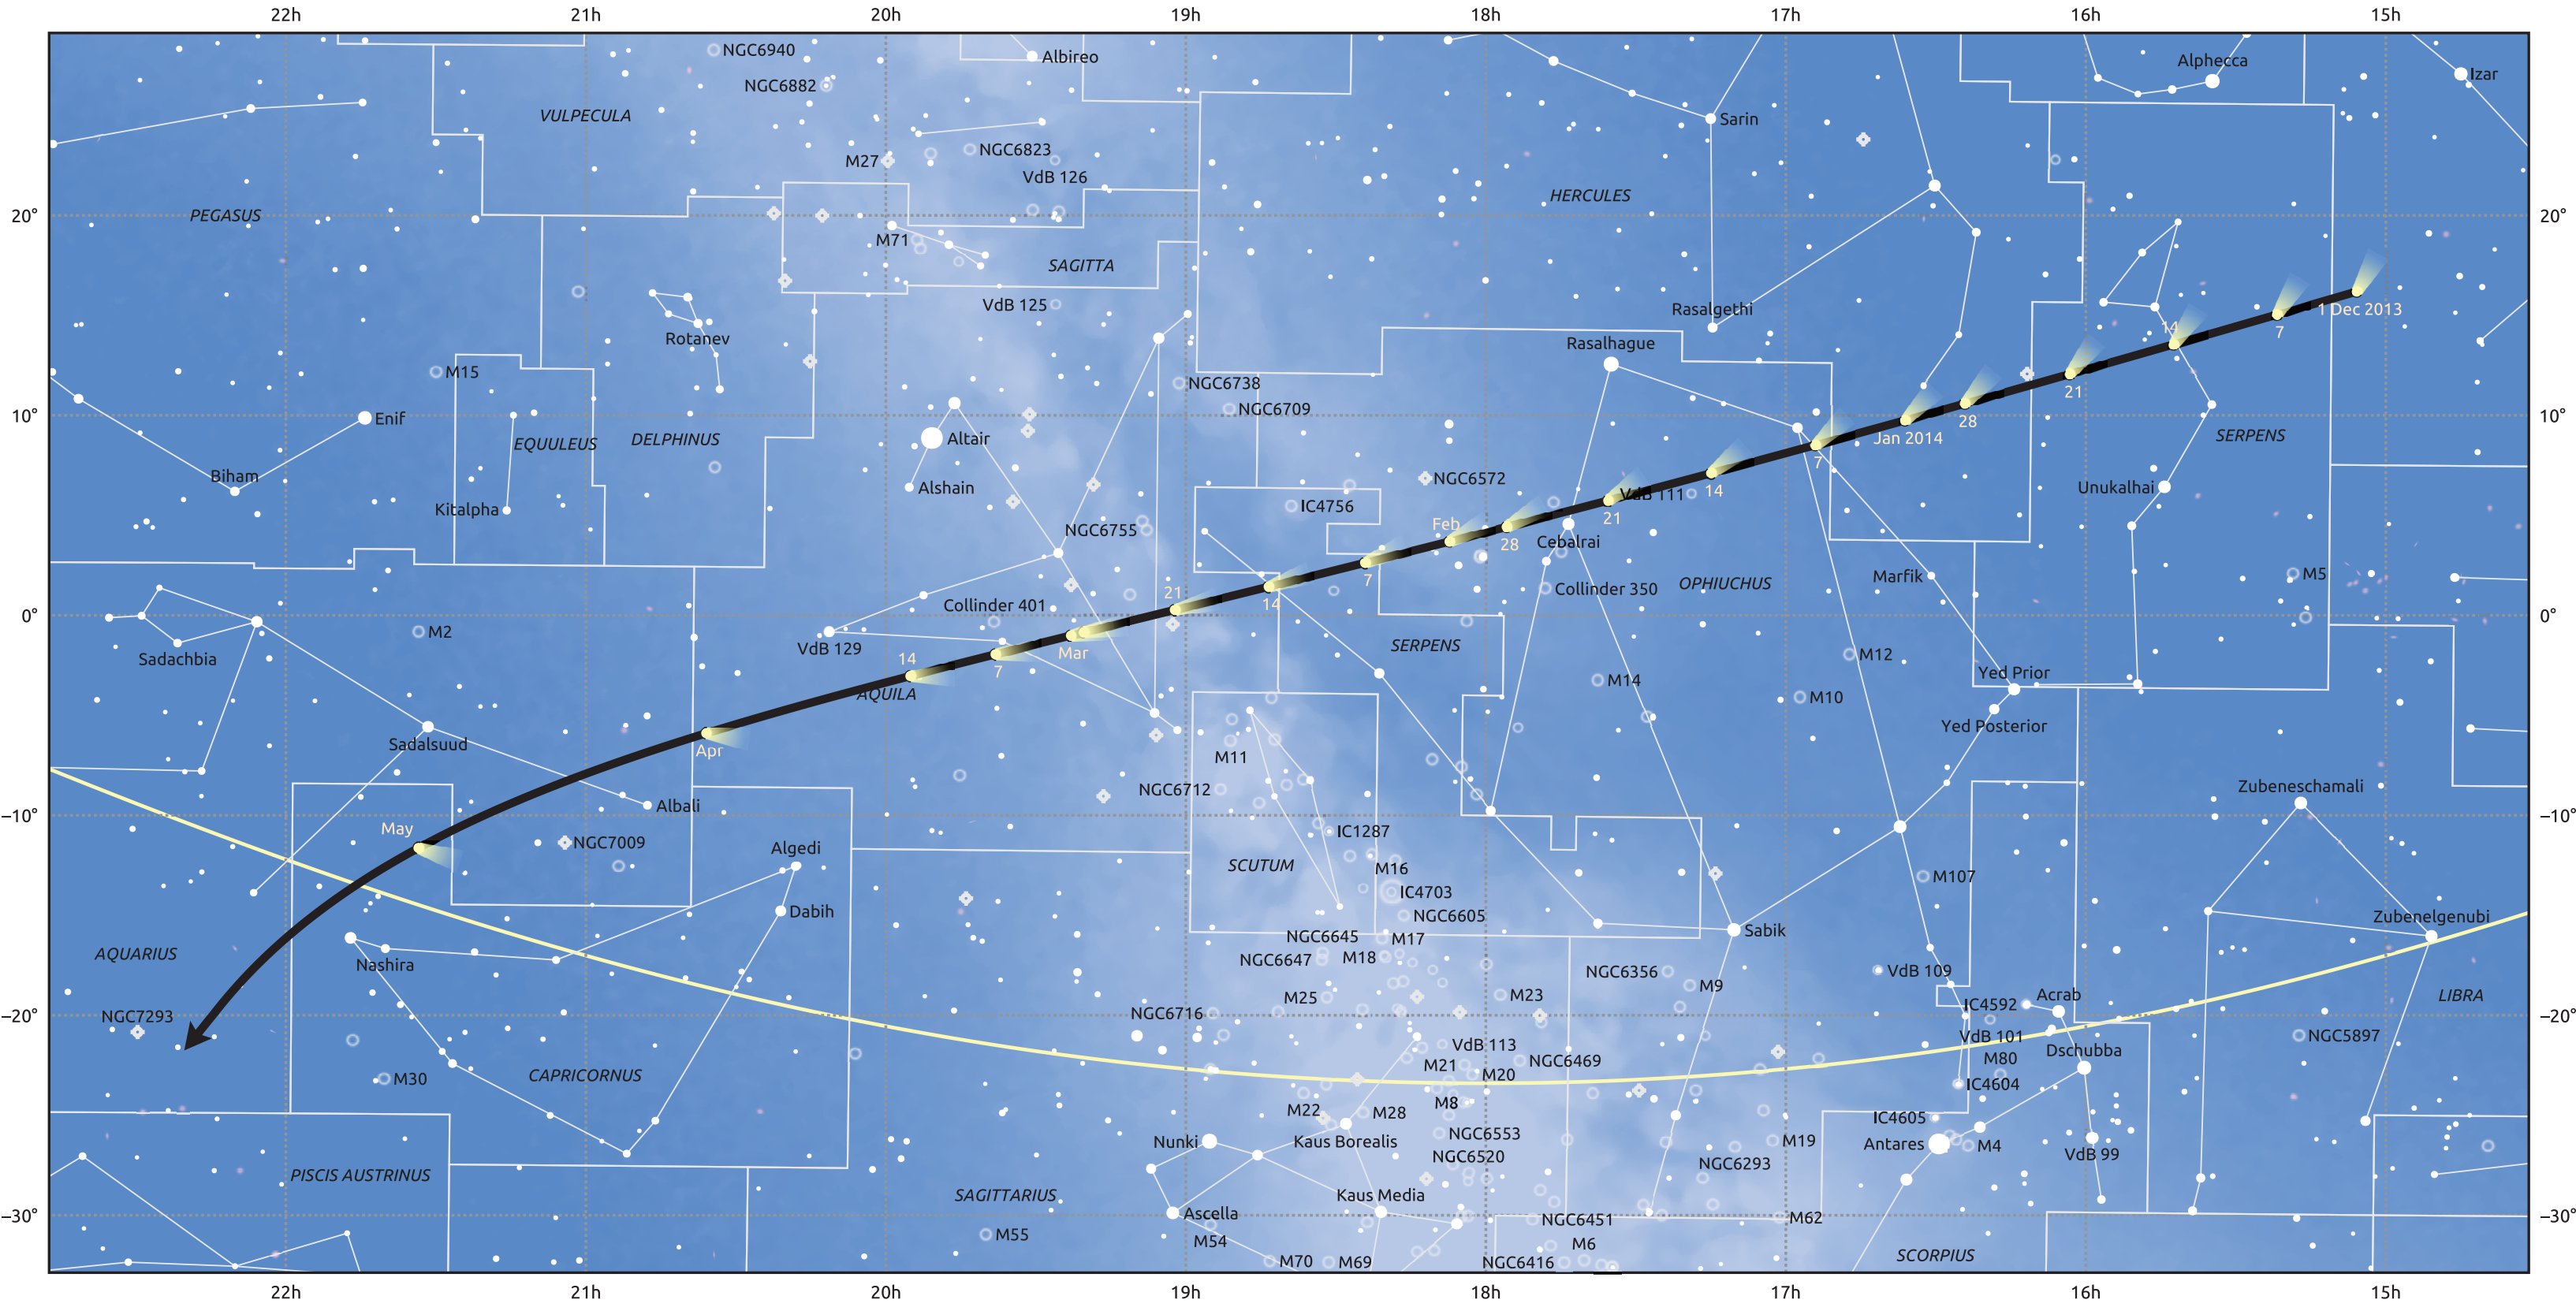 22h 21h 20h 19h 18h 17h 16h 15h
NGC6940
Albireo
Alphecca
Izar
NGC6882
VULPECULA
Sarin
M27
NGC6823
VdB 126
HERCULES
20°
PEGASUS
20°
M71
SAGITTA
VdB 125
Rasalgethi
1 Dec 2013
Rotanev
14
7
Rasalhague
M15
NGC6738
21
10°
Enif
EQUULEUS
DELPHINUS
Altair
NGC6709
Jan 2014
28
SERPENS
10°
Biham
Alshain
NGC6572
7
Unukalhai
Kitalpha
IC4756
VdB 111
14
NGC6755
Feb
28
21
Cebalrai
Marfik
M5
7
Collinder 350
OPHIUCHUS
21
14
0°
Collinder 401
0°
M2
Sadachbia
VdB 129
Mar
SERPENS
M12
14
7
M14
Yed Prior
AQUILA
M10
Yed Posterior
Sadalsuud
Apr
M11
NGC6712
Zubeneschamali
−10°
Albali
−10°
May
NGC7009
Algedi
IC1287
SCUTUM
M16
M107
IC4703
Dabih
NGC6605
Zubenelgenubi
AQUARIUS
Nashira
NGC6645
M17
Sabik
NGC6647
M18
NGC6356
VdB 109
M9
M25
M23
Acrab
LIBRA
−20°
NGC7293
NGC6716
IC4592
−20°
VdB 101
NGC5897
VdB 113
Dschubba
M21
NGC6469
M80
M30
CAPRICORNUS
M20
IC4604
M22
M28
M8
IC4605
Nunki
Kaus Borealis
NGC6553
M19
Antares
M4
VdB 99
PISCIS AUSTRINUS
NGC6520
NGC6293
SAGITTARIUS
Kaus Media
−30°
Ascella
NGC6451
M62
−30°
M55
M54
M6
SCORPIUS
M70
M69
NGC6416
22h 21h 20h 19h 18h 17h 16h 15h